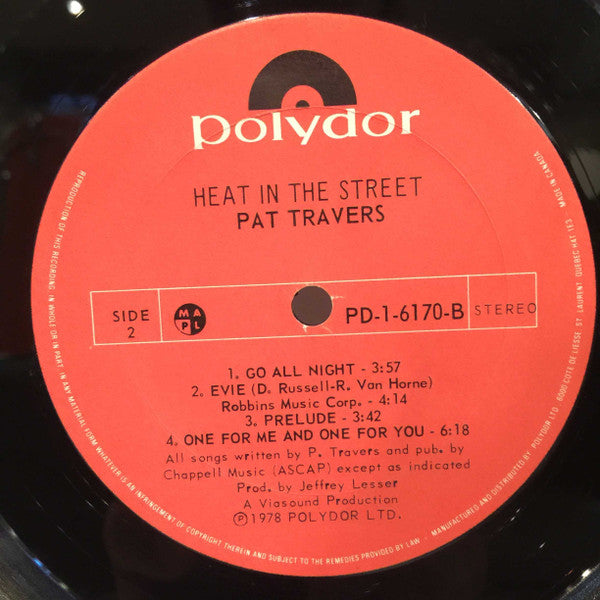 polydor
HEAT IN THE STREET
PAT TRAVERS
SIDE
2
M A
P L
PD-1-6170-B
STEREO
1. GO ALL NIGHT - 3:57
2. EVIE (D. Russell-R. Van Horne)
Robbins Music Corp. - 4:14
3. PRELUDE - 3:42
4. ONE FOR ME AND ONE FOR YOU - 6:18
All songs written by P. Travers and pub. by
Chappell Music (ASCAP) except as indicated
Prod. by Jeffrey Lesser
A Viasound Production
℗ 1978 POLYDOR LTD.
REPRODUCTION OF THIS RECORDING IN WHOLE OR IN PART, IN ANY MATERIAL FORM WHATEVER IS AN INFRINGEMENT OF COPYRIGHT THEREIN AND SUBJECT TO THE REMEDIES PROVIDED BY LAW · MANUFACTURED AND DISTRIBUTED BY POLYDOR LTD. 6000 COTE DE LIESSE ST LAURENT QUEBEC H4T 1E3
MADE IN CANADA